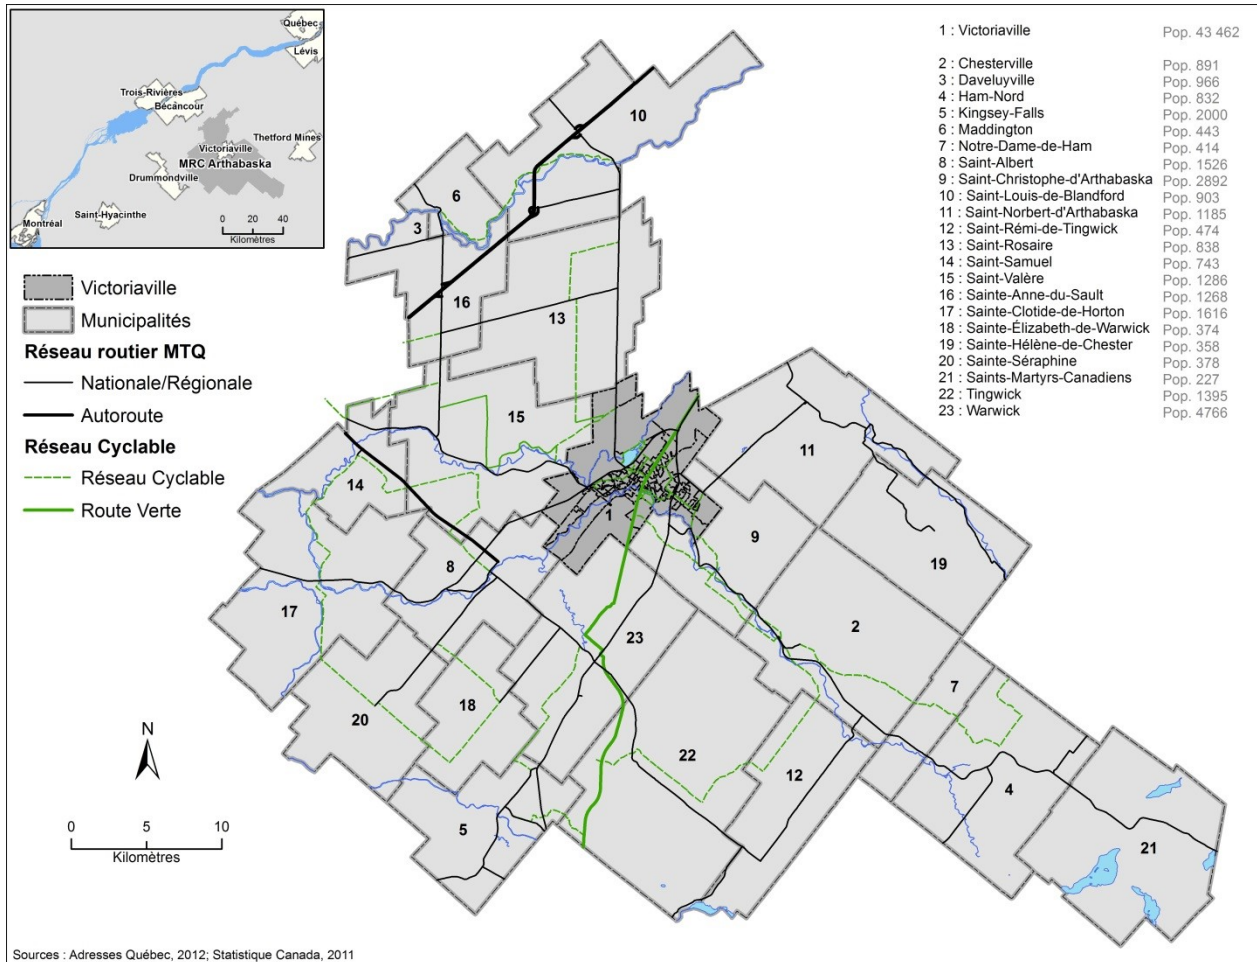 Québec
Lévis
Trois-Rivières
Bécancour
Thetford Mines
Victoriaville
MRC Arthabaska
Drummondville
Saint-Hyacinthe
Montréal
0 20 40
Kilomètres
Victoriaville
Municipalités
Réseau routier MTQ
Nationale/Régionale
Autoroute
Réseau Cyclable
Réseau Cyclable
Route Verte
N
0 5 10
Kilomètres
1 : Victoriaville Pop. 43 462
2 : Chesterville Pop. 891
3 : Daveluyville Pop. 966
4 : Ham-Nord Pop. 832
5 : Kingsey-Falls Pop. 2000
6 : Maddington Pop. 443
7 : Notre-Dame-de-Ham Pop. 414
8 : Saint-Albert Pop. 1526
9 : Saint-Christophe-d'Arthabaska Pop. 2892
10 : Saint-Louis-de-Blandford Pop. 903
11 : Saint-Norbert-d'Arthabaska Pop. 1185
12 : Saint-Rémi-de-Tingwick Pop. 474
13 : Saint-Rosaire Pop. 838
14 : Saint-Samuel Pop. 743
15 : Saint-Valère Pop. 1286
16 : Sainte-Anne-du-Sault Pop. 1268
17 : Sainte-Clotide-de-Horton Pop. 1616
18 : Sainte-Élizabeth-de-Warwick Pop. 374
19 : Sainte-Hélène-de-Chester Pop. 358
20 : Sainte-Séraphine Pop. 378
21 : Saints-Martyrs-Canadiens Pop. 227
22 : Tingwick Pop. 1395
23 : Warwick Pop. 4766
10
6
3
16
13
15
14
11
1
9
8
19
17
2
23
7
18
20
22
12
4
5
21
Sources : Adresses Québec, 2012; Statistique Canada, 2011